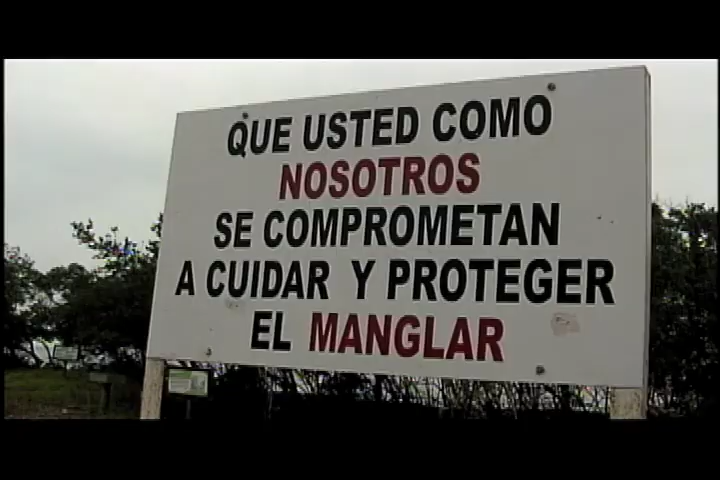 QUE USTED COMO
NOSOTROS
SE COMPROMETAN
A CUIDAR Y PROTEGER
EL MANGLAR